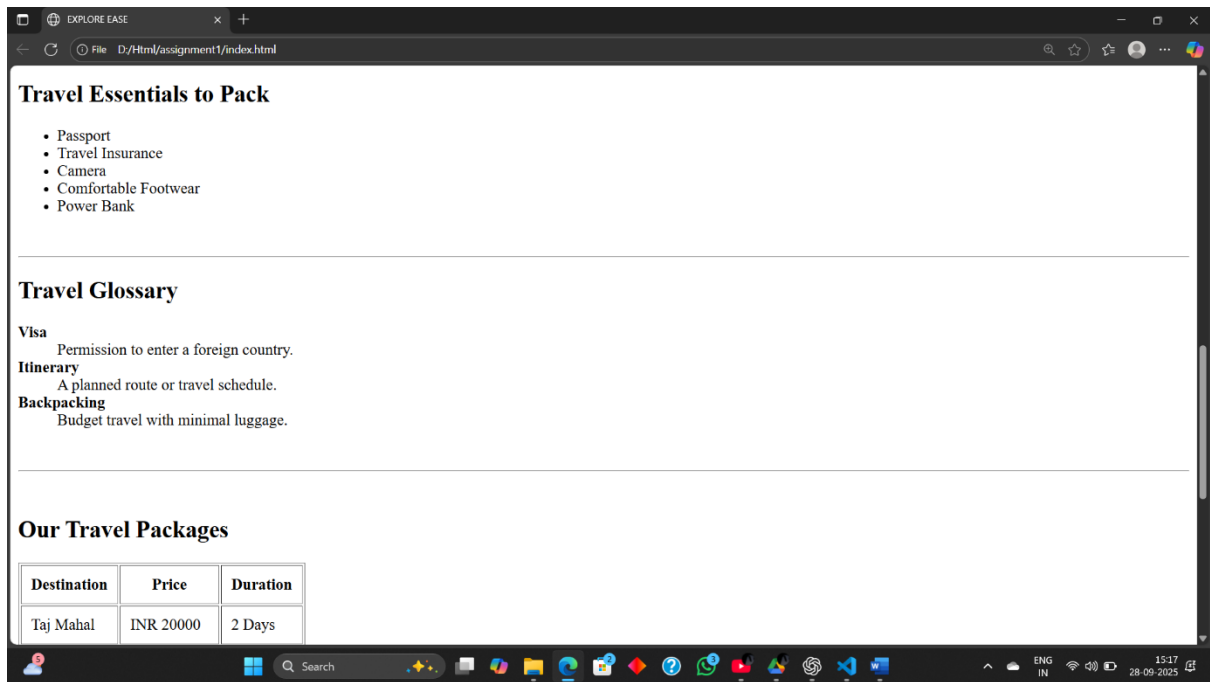 EXPLORE EASE
File D:/Html/assignment1/index.html
Travel Essentials to Pack
Passport
Travel Insurance
Camera
Comfortable Footwear
Power Bank
Travel Glossary
Visa
Permission to enter a foreign country.
Itinerary
A planned route or travel schedule.
Backpacking
Budget travel with minimal luggage.
Our Travel Packages
Destination Price Duration
Taj Mahal INR 20000 2 Days
5
Search
2
3
ENG
IN
15:17
28-09-2025